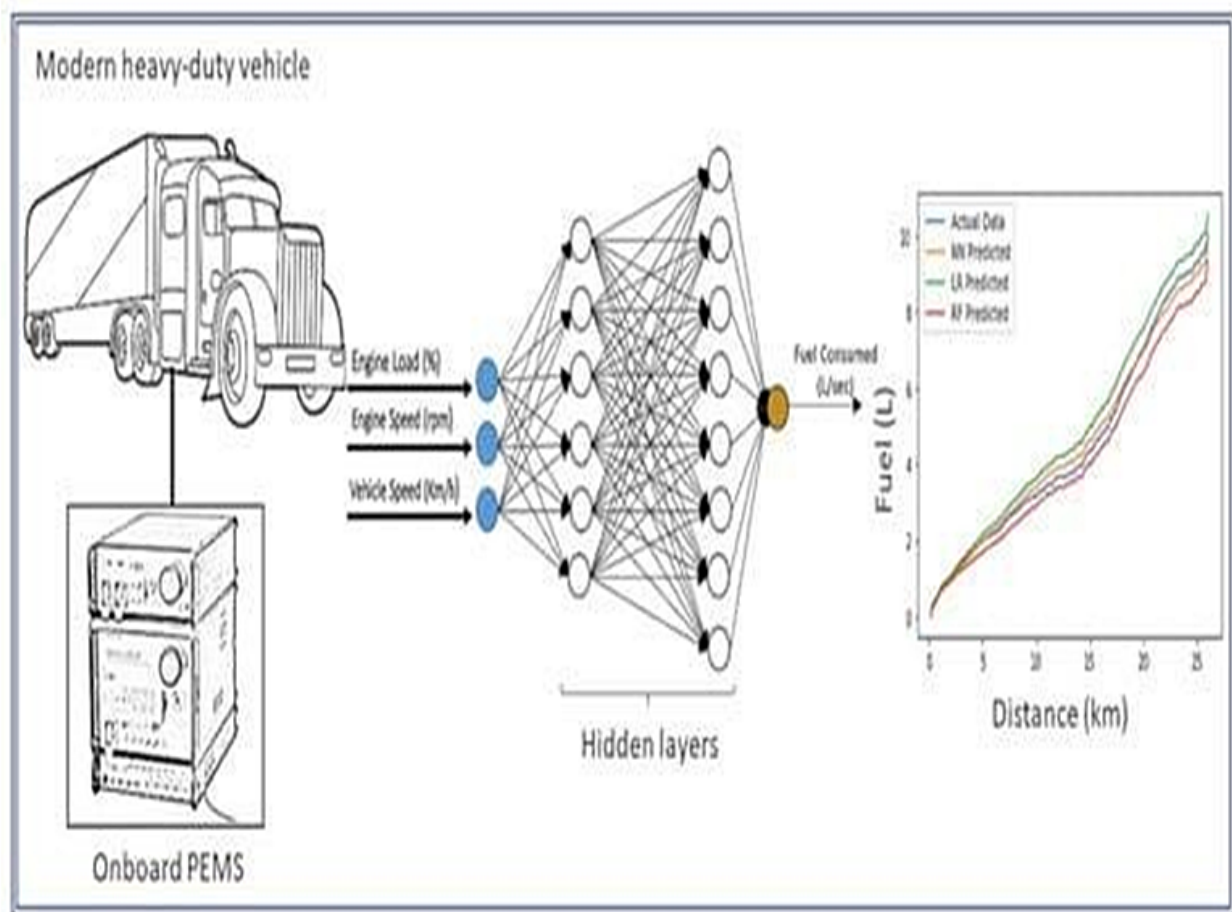 Modern heavy-duty vehicle
Engine Load (%)
Engine Speed (rpm)
Vehicle Speed (Km/h)
Onboard PEMS
Hidden layers
Fuel Consumed
(L/sec)
Actual Data
NN Predicted
LR Predicted
RF Predicted
Fuel (L)
10
8
6
4
2
0
0
5
10
15
20
25
Distance (km)